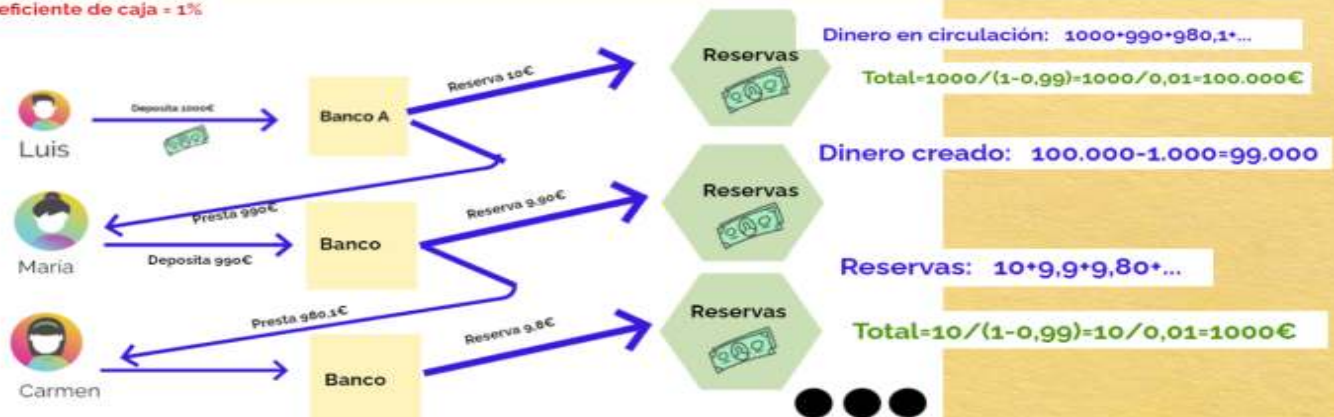 eficiente de caja = 1%
Luis
Deposita 1000€
Banco A
Reserva 10€
Reservas
Dinero en circulación: 1000+990+980,1+...
Total=1000/(1-0,99)=1000/0,01=100.000€
Presta 990€
María
Deposita 990€
Banco
Reserva 9,90€
Reservas
Dinero creado: 100.000-1.000=99.000
Presta 980,1€
Carmen
Banco
Reserva 9,8€
Reservas
Reservas: 10+9,9+9,80+...
Total=10/(1-0,99)=10/0,01=1000€